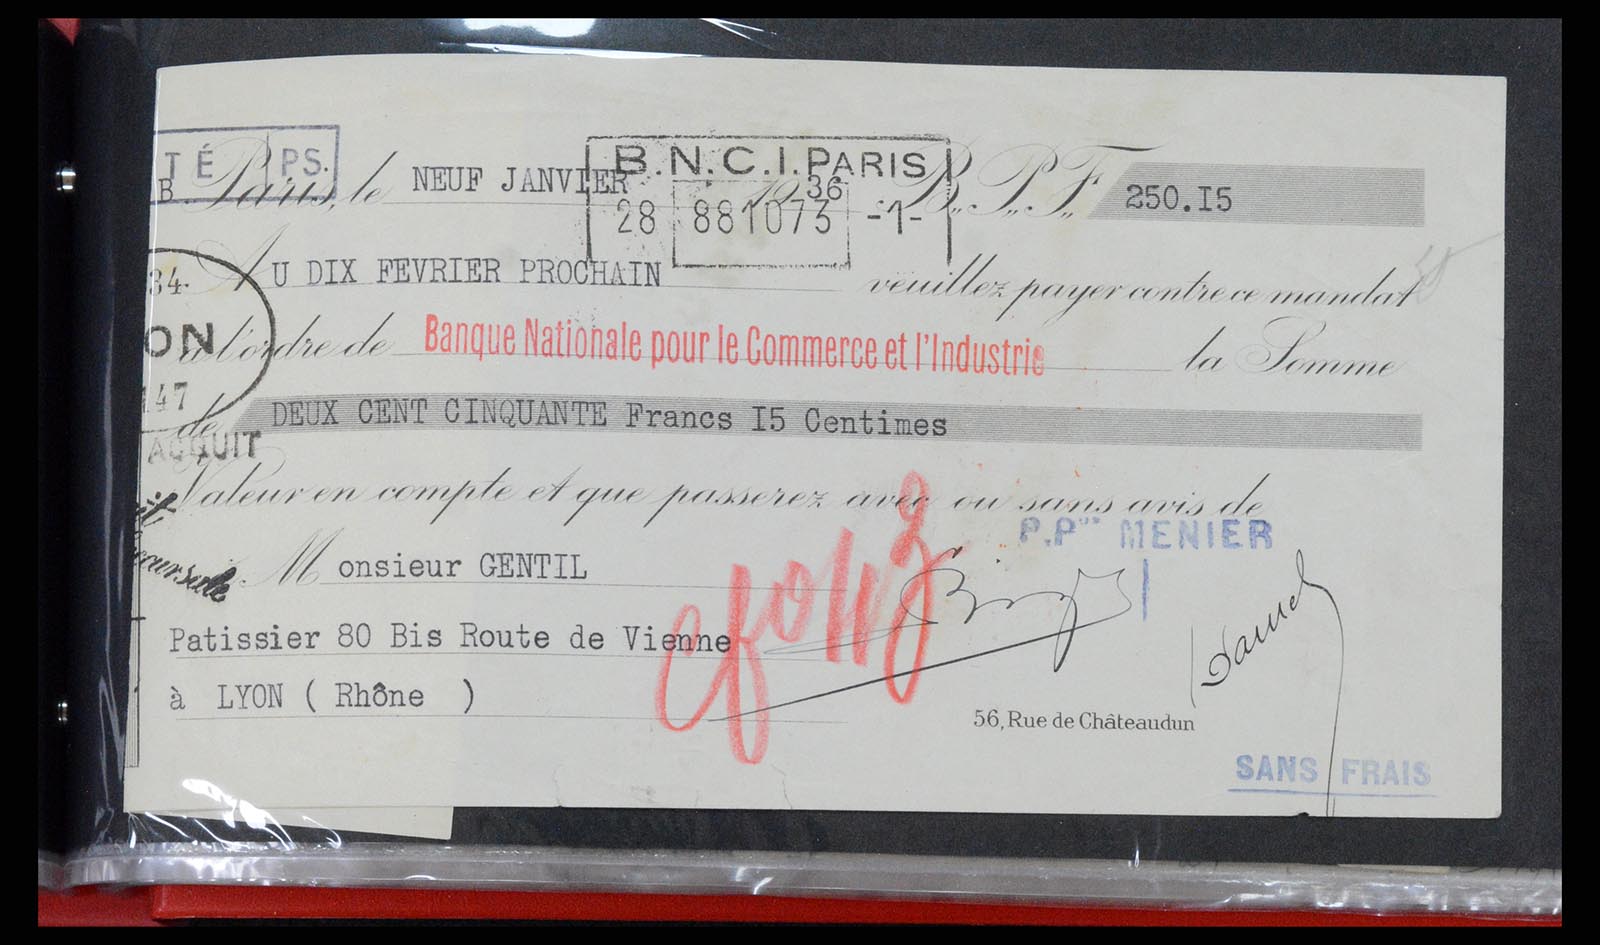 TÉ PS.
B. N. C. I. PARIS
B. Paris, le NEUF JANVIER 1936 B.P.F. 250.15
28 881073 -1-
34.
AU DIX FEVRIER PROCHAIN veuillez payer contre ce mandat
ON
à l'ordre de Banque Nationale pour le Commerce et l'Industrie la Somme
147
de DEUX CENT CINQUANTE Francs 15 Centimes
ACQUIT
Valeur en compte et que passerez avec ou sans avis de
P.Pon MENIER
Monsieur GENTIL
Patissier 80 Bis Route de Vienne
à LYON ( Rhône )
56, Rue de Châteaudun
SANS FRAIS